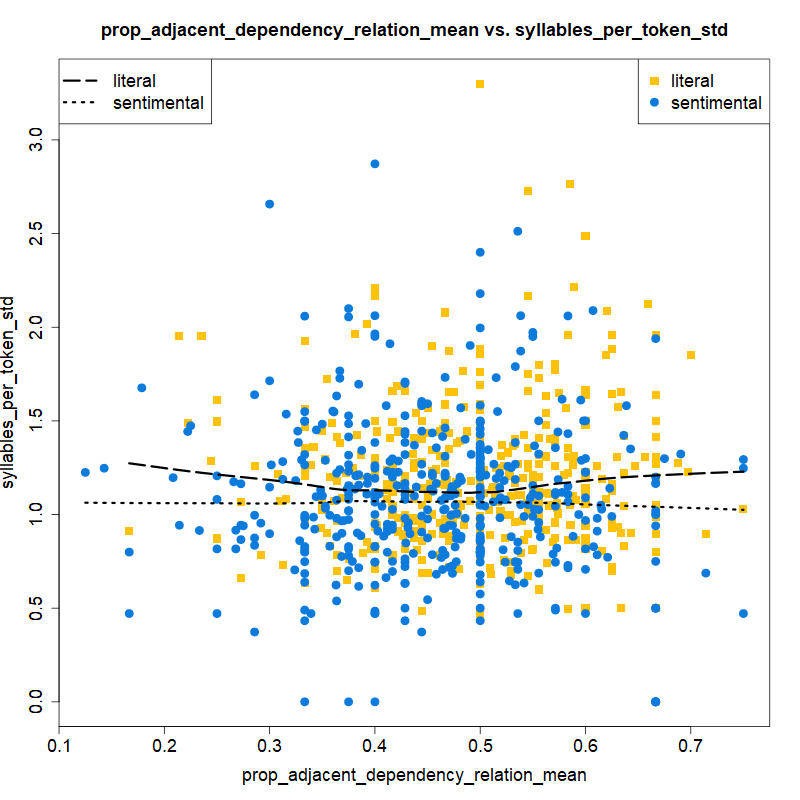 prop_adjacent_dependency_relation_mean vs. syllables_per_token_std
literal
sentimental
literal
sentimental
syllables_per_token_std
3.0
2.5
2.0
1.5
1.0
0.5
0.0
0.1 0.2 0.3 0.4 0.5 0.6 0.7
prop_adjacent_dependency_relation_mean